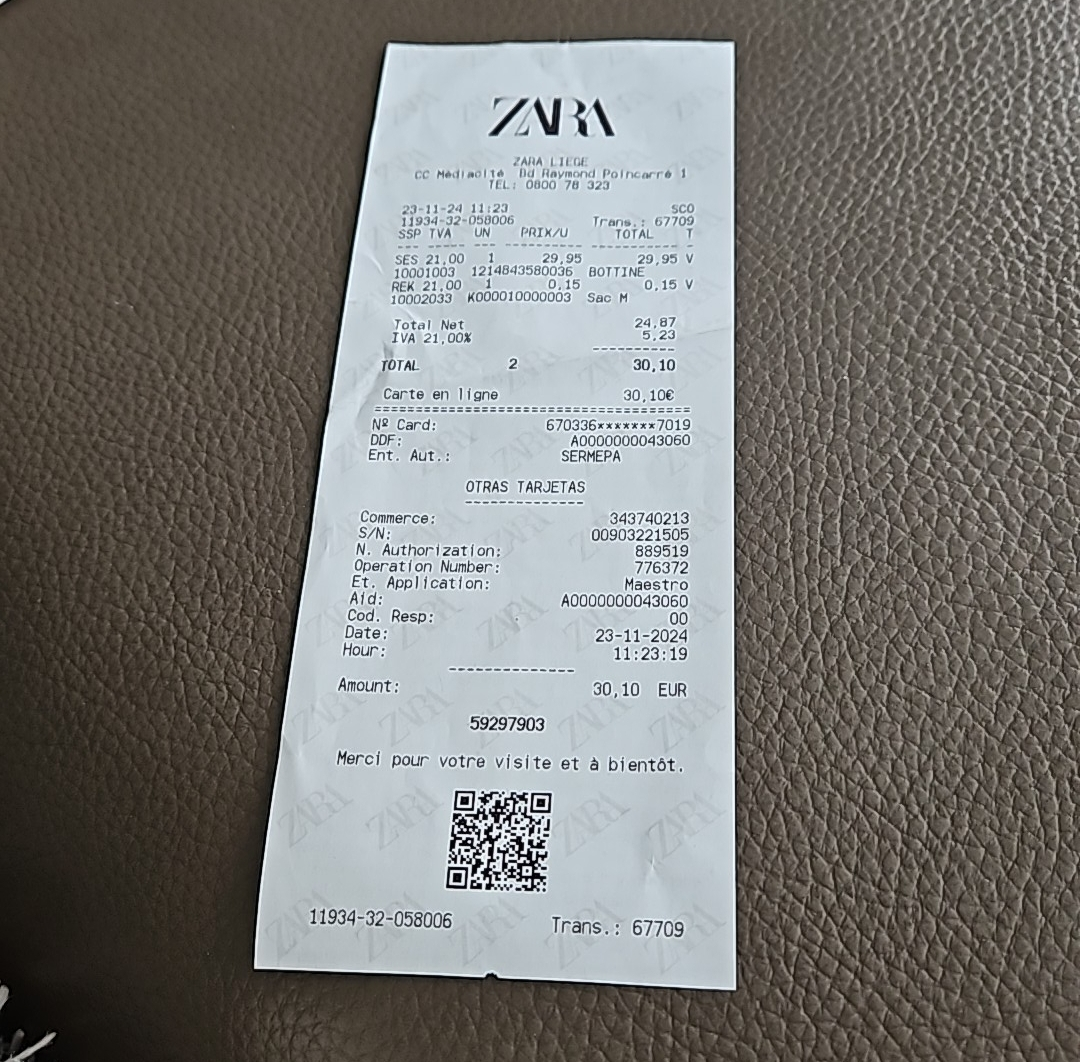 ZARA
ZARA LIEGE
CC Médiacité Bd Raymond Poincarré 1
TEL: 0800 78 323
23-11-24 11:23 SCO
11934-32-058006 Trans.: 67709
SSP TVA UN PRIX/U TOTAL T
--- ----- --- -------- ---------- -
SES 21,00 1 29,95 29,95 V
10001003 1214843580036 BOTTINE
REK 21,00 1 0,15 0,15 V
10002033 K000010000003 Sac M
Total Net 24,87
IVA 21,00% 5,23
----------
TOTAL 2 30,10
Carte en ligne 30,10€
========================================
Nº Card: 670336*******7019
DDF: A0000000043060
Ent. Aut.: SERMEPA
OTRAS TARJETAS
--------------
Commerce: 343740213
S/N: 00903221505
N. Authorization: 889519
Operation Number: 776372
Et. Application: Maestro
Aid: A0000000043060
Cod. Resp: 00
Date: 23-11-2024
Hour: 11:23:19
--------------
Amount: 30,10 EUR
59297903
Merci pour votre visite et à bientôt.
11934-32-058006 Trans.: 67709